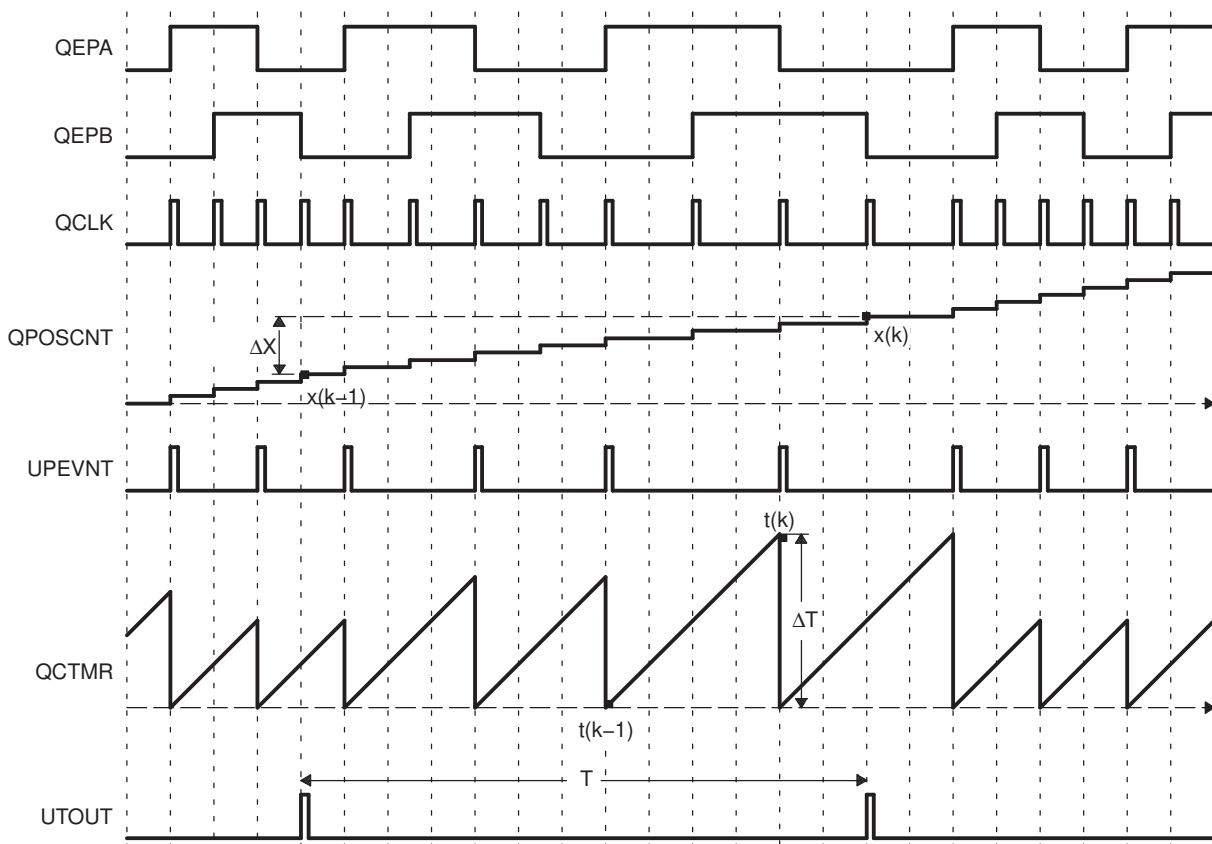 QEPA
QEPB
QCLK
QPOSCNT
ΔX
x(k)
x(k−1)
UPEVNT
t(k)
ΔT
QCTMR
t(k−1)
T
UTOUT